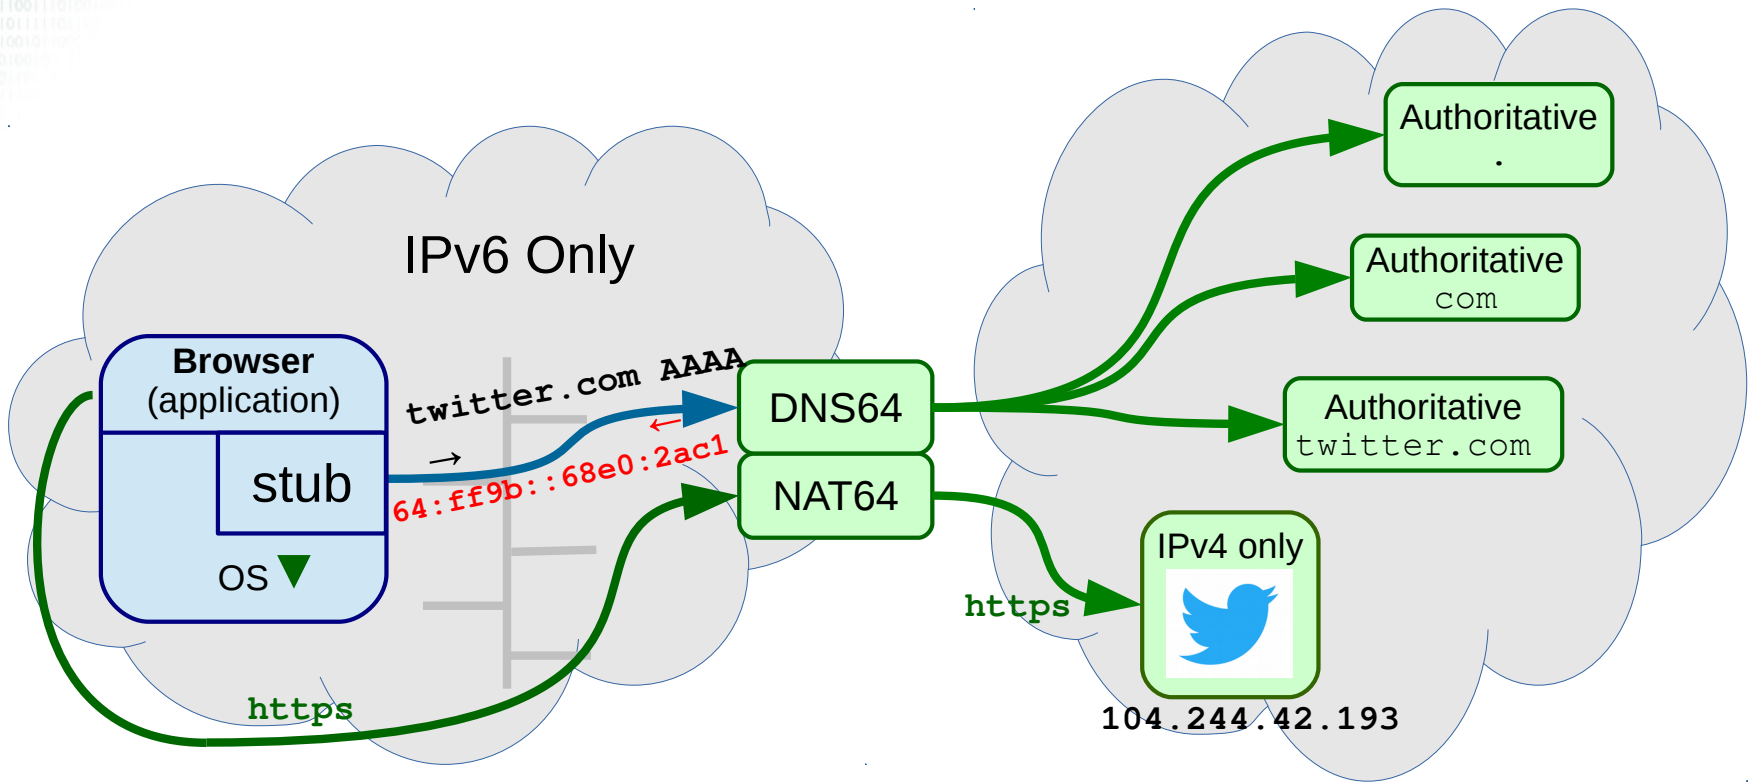 IPv6 Only
Browser
(application)
stub
OS
twitter.com AAAA
→
←
64:ff9b::68e0:2ac1
https
DNS64
NAT64
Authoritative
.
Authoritative
com
Authoritative
twitter.com
https
IPv4 only
104.244.42.193